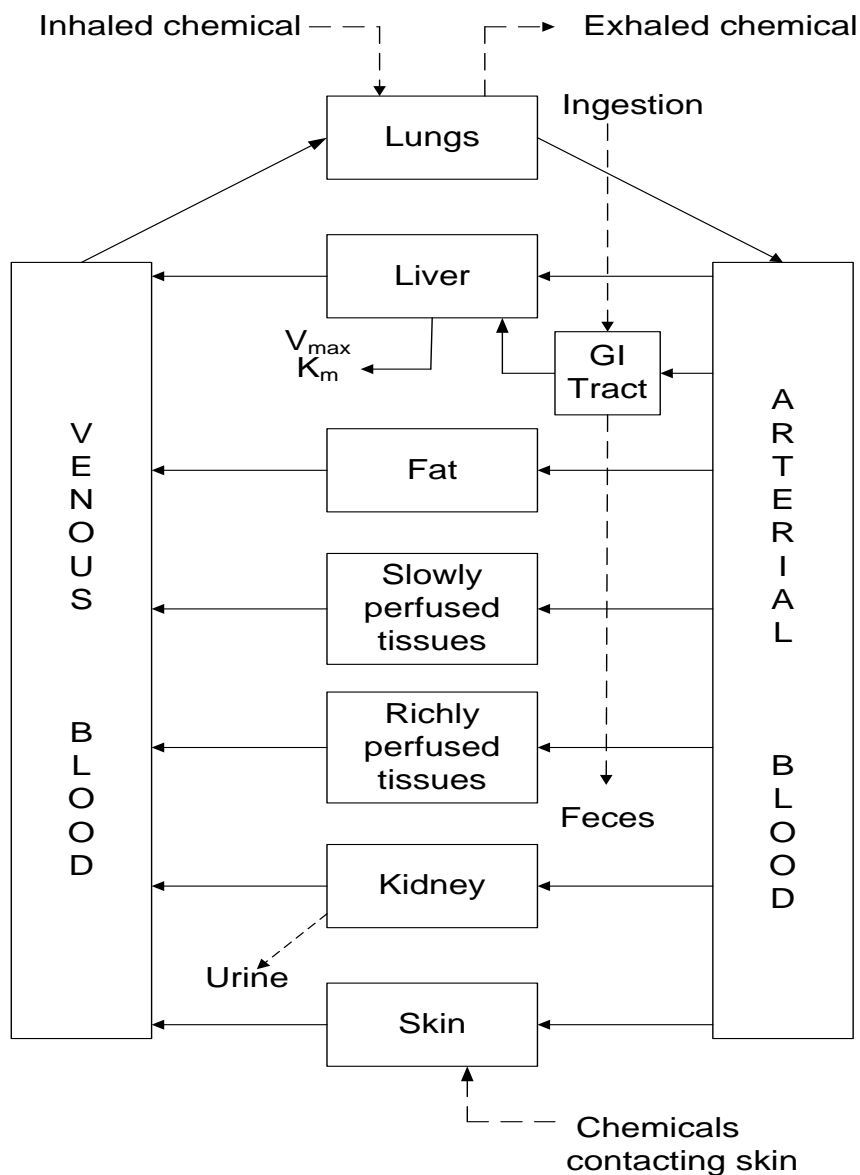 Inhaled chemical
Exhaled chemical
Ingestion
Lungs
Liver
Vmax
Km
GI
Tract
VENOUS BLOOD
ARTERIAL BLOOD
Fat
Slowly
perfused
tissues
Richly
perfused
tissues
Feces
Kidney
Urine
Skin
Chemicals
contacting skin